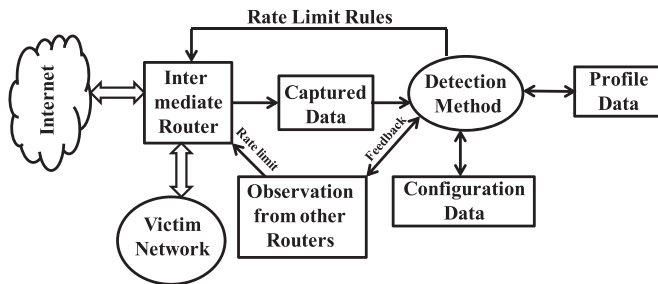 Rate Limit Rules
Internet
Inter
mediate
Router
Captured
Data
Detection
Method
Profile
Data
Rate limit
Feedback
Observation
from other
Routers
Configuration
Data
Victim
Network